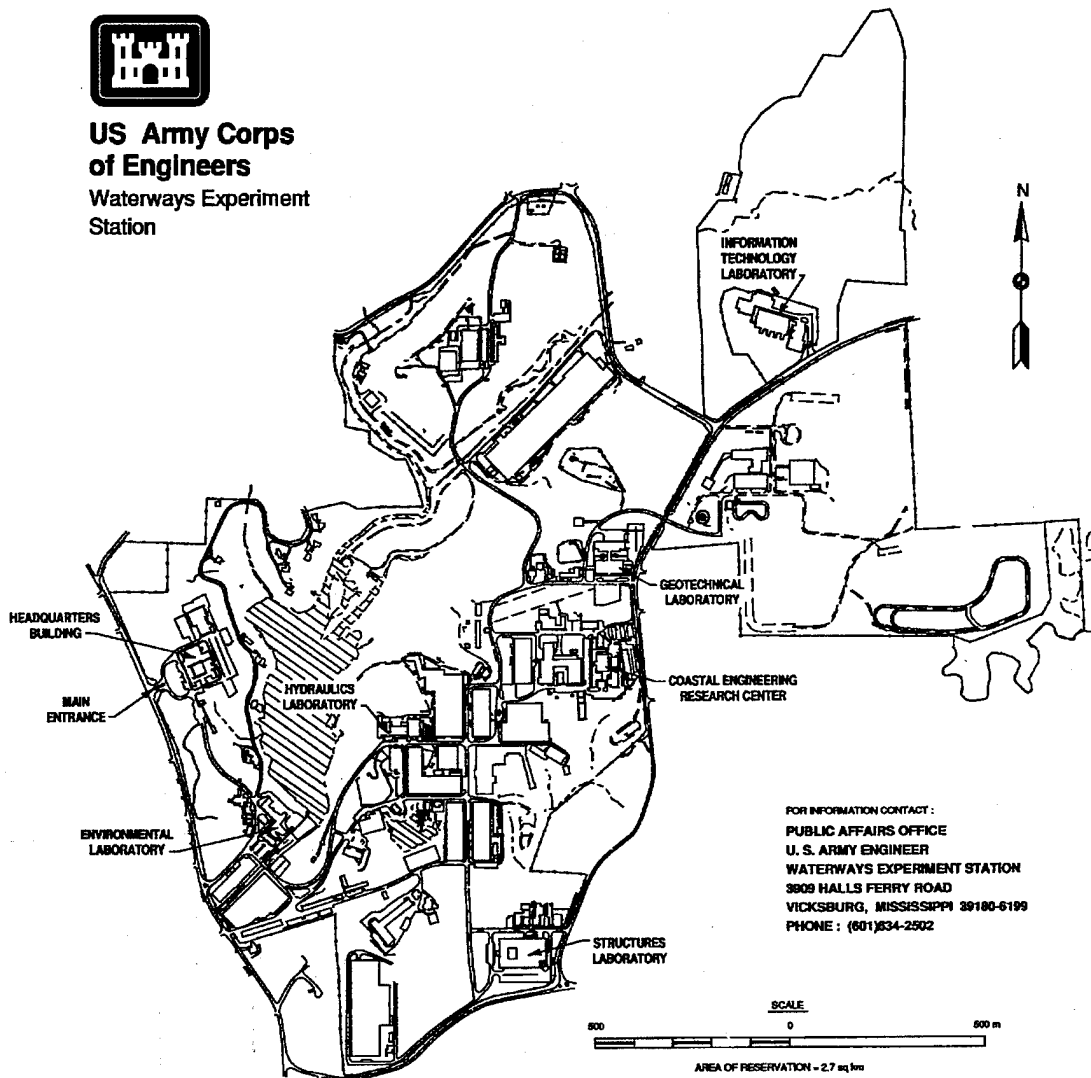 US Army Corps
of Engineers
Waterways Experiment
Station
N
INFORMATION
TECHNOLOGY
LABORATORY
GEOTECHNICAL
LABORATORY
HEADQUARTERS
BUILDING
MAIN
ENTRANCE
HYDRAULICS
LABORATORY
COASTAL ENGINEERING
RESEARCH CENTER
ENVIRONMENTAL
LABORATORY
STRUCTURES
LABORATORY
FOR INFORMATION CONTACT :
PUBLIC AFFAIRS OFFICE
U. S. ARMY ENGINEER
WATERWAYS EXPERIMENT STATION
3909 HALLS FERRY ROAD
VICKSBURG, MISSISSIPPI 39180-6199
PHONE : (601)634-2502
SCALE
500 0 500 m
AREA OF RESERVATION = 2.7 sq km